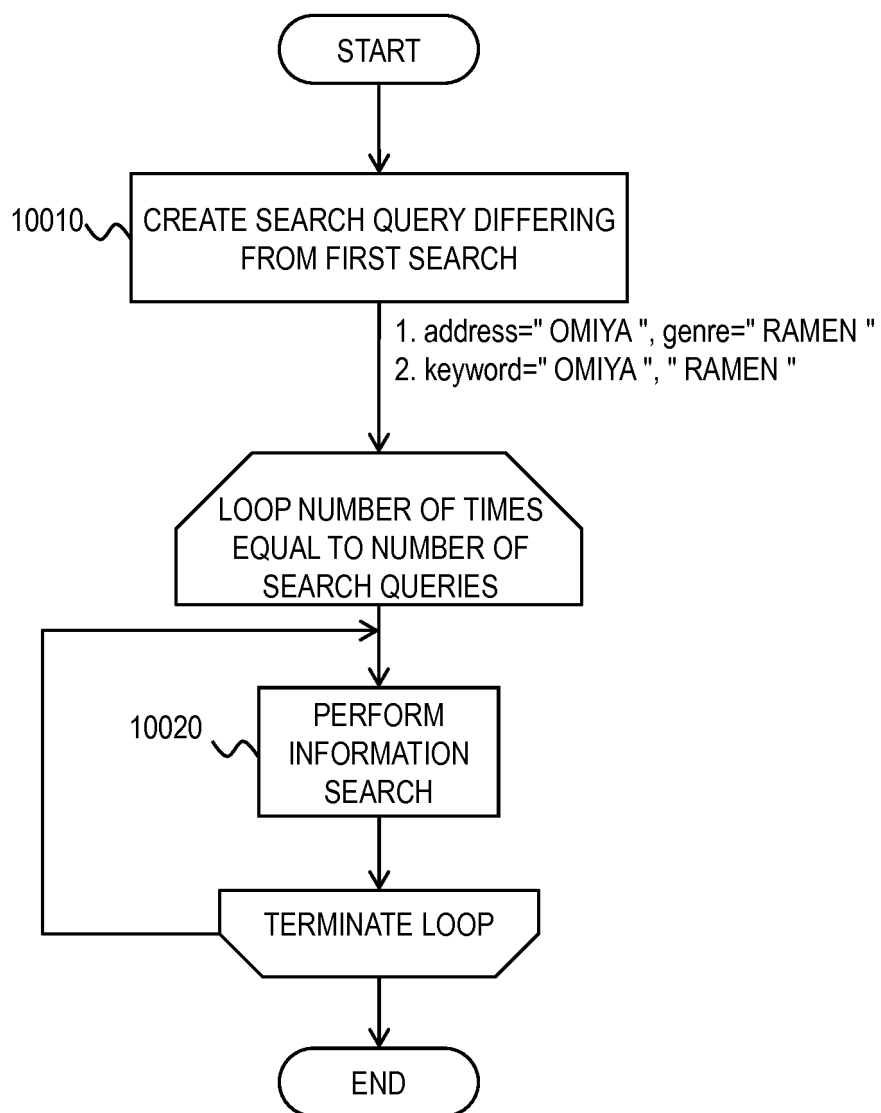 START
10010
CREATE SEARCH QUERY DIFFERING
FROM FIRST SEARCH
1. address=" OMIYA ", genre=" RAMEN "
2. keyword=" OMIYA ", " RAMEN "
LOOP NUMBER OF TIMES
EQUAL TO NUMBER OF
SEARCH QUERIES
10020
PERFORM
INFORMATION
SEARCH
TERMINATE LOOP
END